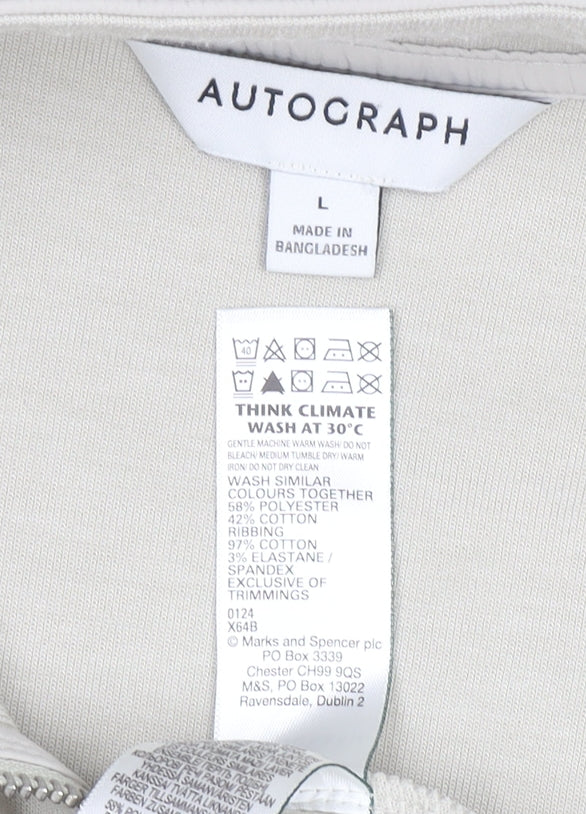 AUTOGRAPH
L
MADE IN
BANGLADESH
40
THINK CLIMATE
WASH AT 30°C
GENTLE MACHINE WARM WASH/ DO NOT
BLEACH/ MEDIUM TUMBLE DRY/ WARM
IRON/ DO NOT DRY CLEAN
WASH SIMILAR
COLOURS TOGETHER
58% POLYESTER
42% COTTON
RIBBING
97% COTTON
3% ELASTANE /
SPANDEX
EXCLUSIVE OF
TRIMMINGS
0124
X64B
© Marks and Spencer plc
PO Box 3339
Chester CH99 9QS
M&S, PO Box 13022
Ravensdale, Dublin 2